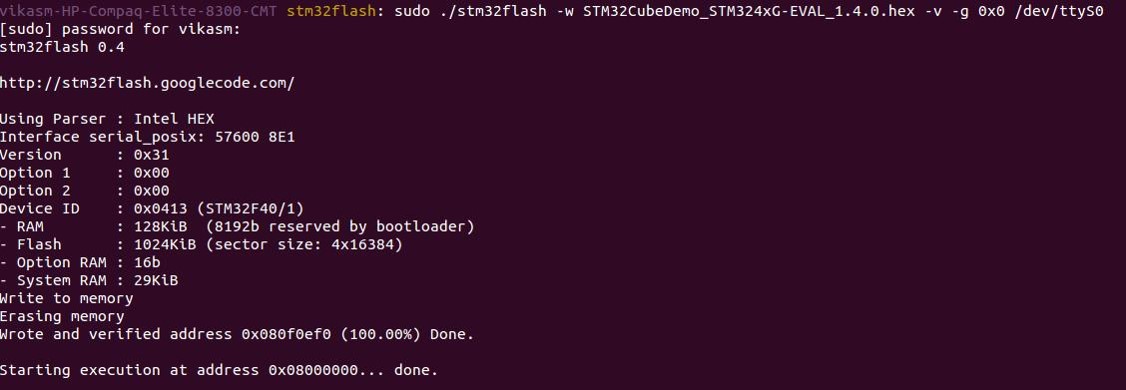 vikasm-HP-Compaq-Elite-8300-CMT stm32flash: sudo ./stm32flash -w STM32CubeDemo_STM324xG-EVAL_1.4.0.hex -v -g 0x0 /dev/ttyS0
[sudo] password for vikasm:
stm32flash 0.4
http://stm32flash.googlecode.com/
Using Parser : Intel HEX
Interface serial_posix: 57600 8E1
Version      : 0x31
Option 1     : 0x00
Option 2     : 0x00
Device ID    : 0x0413 (STM32F40/1)
- RAM        : 128KiB  (8192b reserved by bootloader)
- Flash      : 1024KiB (sector size: 4x16384)
- Option RAM : 16b
- System RAM : 29KiB
Write to memory
Erasing memory
Wrote and verified address 0x080f0ef0 (100.00%) Done.
Starting execution at address 0x08000000... done.